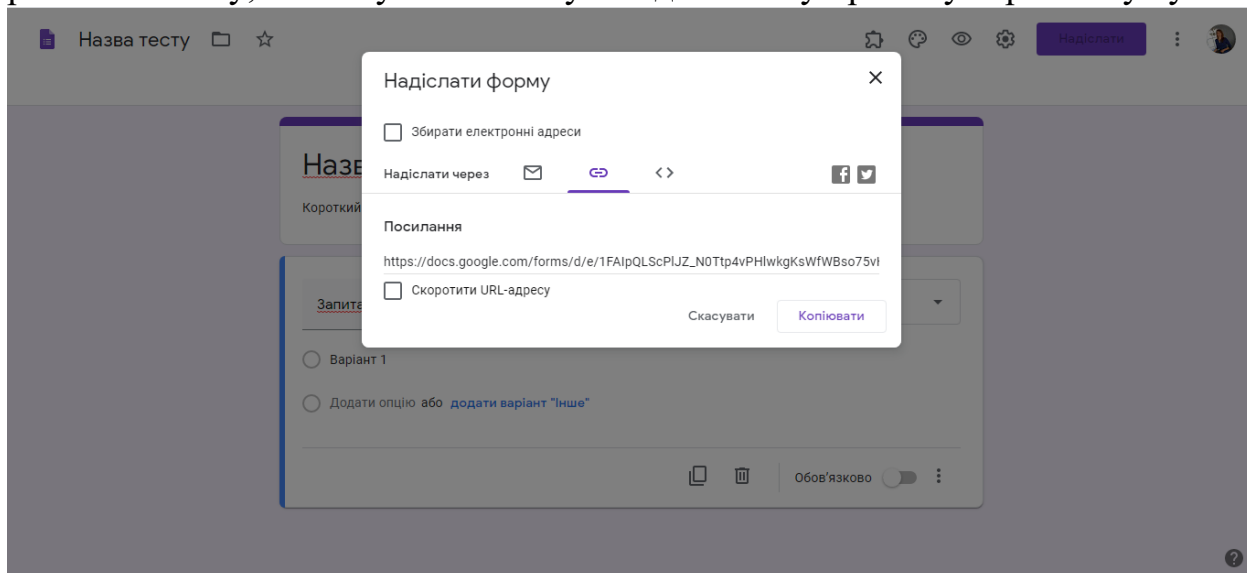 Назва тесту
Надіслати
Надіслати форму
Збирати електронні адреси
Надіслати через
Посилання
https://docs.google.com/forms/d/e/1FAIpQLScPlJZ_N0Ttp4vPHlwkgKsWfWBso75vl
Скоротити URL-адресу
Скасувати Копіювати
Короткий
Варіант 1
Додати опцію або додати варіант "Інше"
Обов'язково